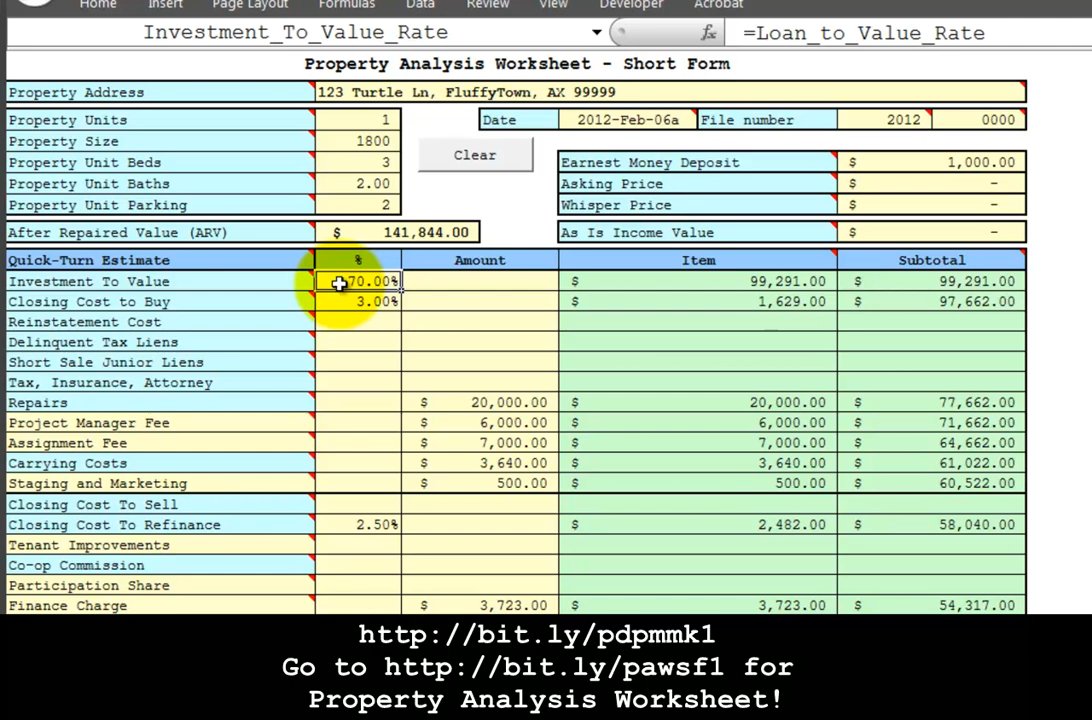 Home Insert Page Layout Formulas Data Review View Developer Acrobat
Investment_To_Value_Rate fx =Loan_to_Value_Rate
Property Analysis Worksheet - Short Form
Property Address 123 Turtle Ln, FluffyTown, AX 99999
Property Units 1 Date 2012-Feb-06a File number 2012 0000
Property Size 1800 Clear
Property Unit Beds 3 Earnest Money Deposit $ 1,000.00
Property Unit Baths 2.00 Asking Price $ -
Property Unit Parking 2 Whisper Price $ -
After Repaired Value (ARV) $ 141,844.00 As Is Income Value $ -
Quick-Turn Estimate % Amount Item Subtotal
Investment To Value 70.00% $ 99,291.00 $ 99,291.00
Closing Cost to Buy 3.00% $ 1,629.00 $ 97,662.00
Reinstatement Cost
Delinquent Tax Liens
Short Sale Junior Liens
Tax, Insurance, Attorney
Repairs $ 20,000.00 $ 20,000.00 $ 77,662.00
Project Manager Fee $ 6,000.00 $ 6,000.00 $ 71,662.00
Assignment Fee $ 7,000.00 $ 7,000.00 $ 64,662.00
Carrying Costs $ 3,640.00 $ 3,640.00 $ 61,022.00
Staging and Marketing $ 500.00 $ 500.00 $ 60,522.00
Closing Cost To Sell
Closing Cost To Refinance 2.50% $ 2,482.00 $ 58,040.00
Tenant Improvements
Co-op Commission
Participation Share
Finance Charge $ 3,723.00 $ 3,723.00 $ 54,317.00
http://bit.ly/pdpmmk1
Go to http://bit.ly/pawsf1 for
Property Analysis Worksheet!